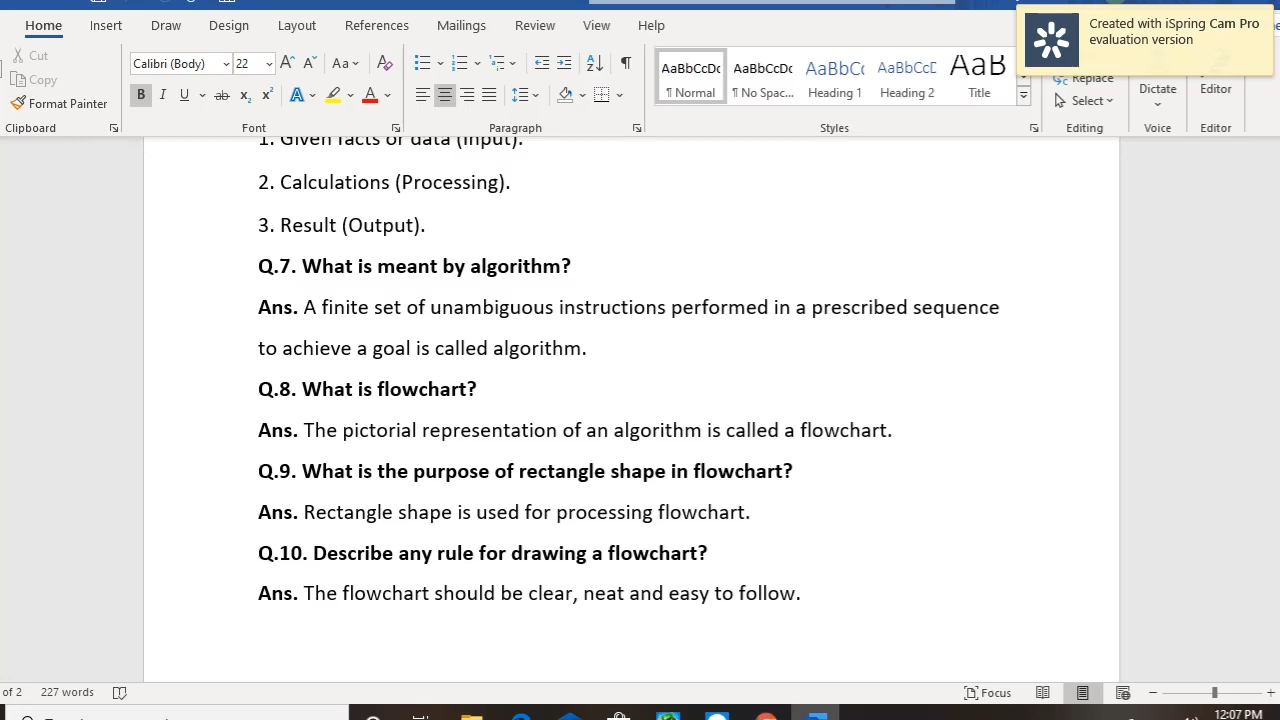 Home Insert Draw Design Layout References Mailings Review View Help
Created with iSpring Cam Pro
evaluation version
Cut
Copy
Format Painter
Calibri (Body) 22
Aa
B I U ab x₂ x² A A
AaBbCcDc AaBbCcDc AaBbCc AaBbCcD AaB
¶ Normal ¶ No Spac... Heading 1 Heading 2 Title
Replace
Select
Dictate
Editor
Clipboard Font Paragraph Styles Editing Voice Editor
1. Given facts or data (Input).
2. Calculations (Processing).
3. Result (Output).
Q.7. What is meant by algorithm?
Ans. A finite set of unambiguous instructions performed in a prescribed sequence
to achieve a goal is called algorithm.
Q.8. What is flowchart?
Ans. The pictorial representation of an algorithm is called a flowchart.
Q.9. What is the purpose of rectangle shape in flowchart?
Ans. Rectangle shape is used for processing flowchart.
Q.10. Describe any rule for drawing a flowchart?
Ans. The flowchart should be clear, neat and easy to follow.
of 2 227 words Focus
12:07 PM